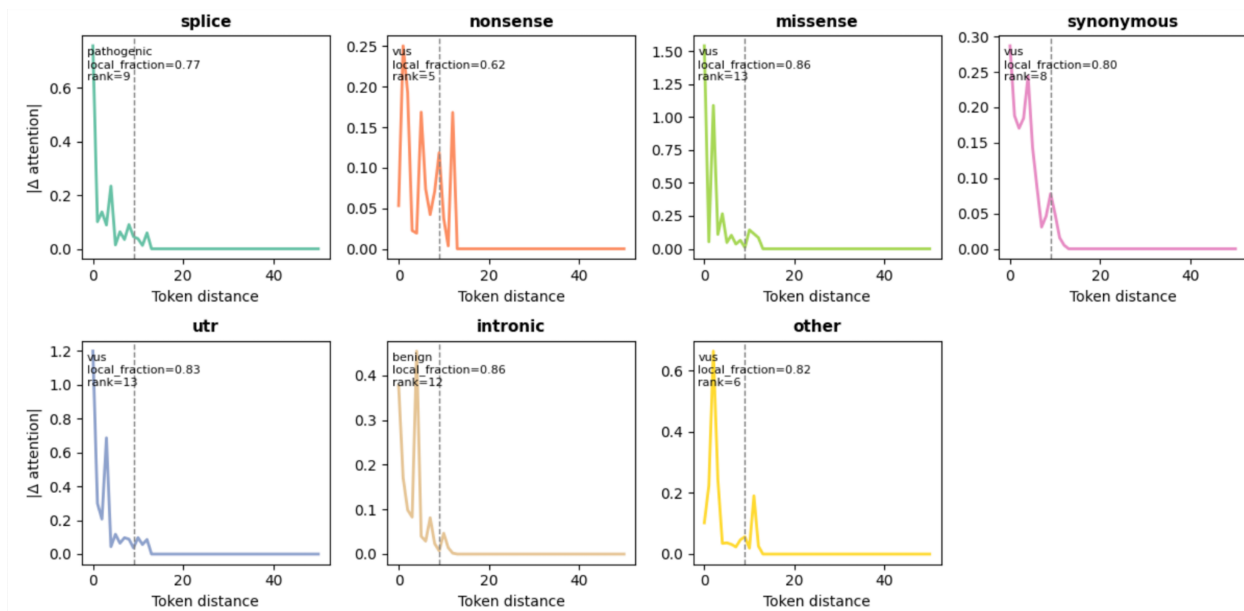 splice
nonsense
missense
synonymous
|Δ attention|
0.6
0.4
0.2
0.0
pathogenic
local_fraction=0.77
rank=9
0 20 40
Token distance
0.25
0.20
0.15
0.10
0.05
0.00
vus
local_fraction=0.62
rank=5
0 20 40
Token distance
1.50
1.25
1.00
0.75
0.50
0.25
0.00
vus
local_fraction=0.86
rank=13
0 20 40
Token distance
0.30
0.25
0.20
0.15
0.10
0.05
0.00
vus
local_fraction=0.80
rank=8
0 20 40
Token distance
utr
intronic
other
|Δ attention|
1.2
1.0
0.8
0.6
0.4
0.2
0.0
vus
local_fraction=0.83
rank=13
0 20 40
Token distance
0.4
0.3
0.2
0.1
0.0
benign
local_fraction=0.86
rank=12
0 20 40
Token distance
0.6
0.4
0.2
0.0
vus
local_fraction=0.82
rank=6
0 20 40
Token distance